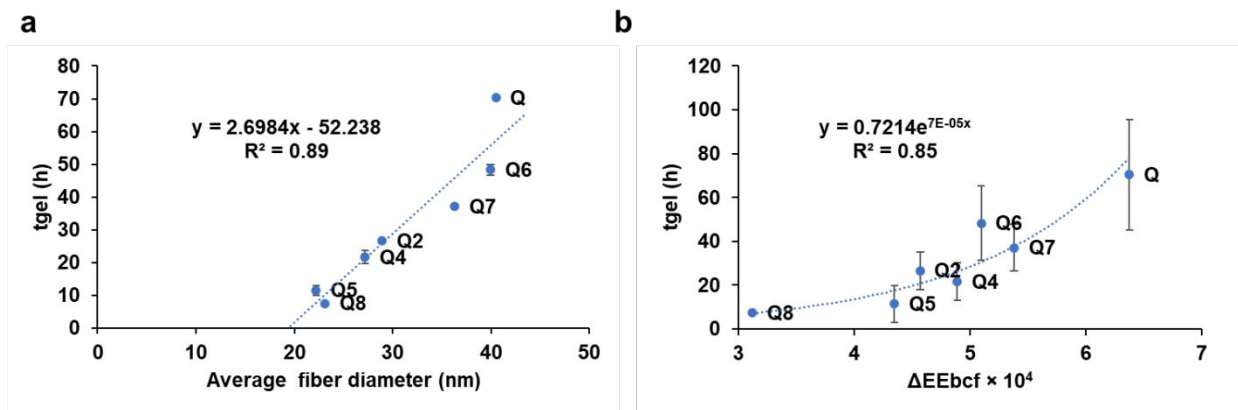 a
80
70
60
50
40
30
20
10
0
tgel (h)
y = 2.6984x - 52.238
R² = 0.89
Q
Q6
Q7
Q2
Q4
Q5
Q8
0 10 20 30 40 50
Average fiber diameter (nm)
b
120
100
80
60
40
20
0
tgel (h)
y = 0.7214e^7E-05x
R² = 0.85
Q
Q6
Q7
Q2
Q4
Q5
Q8
3 4 5 6 7
ΔEEbcf × 10⁴